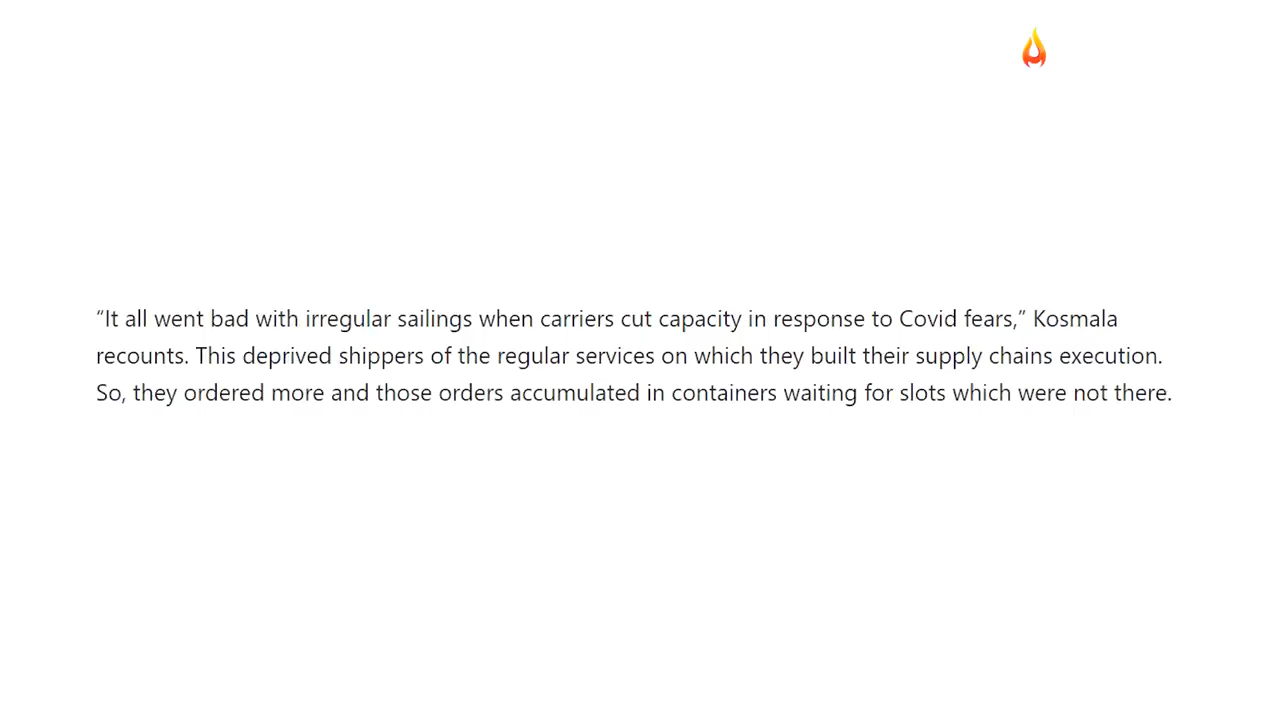 “It all went bad with irregular sailings when carriers cut capacity in response to Covid fears,” Kosmala
recounts. This deprived shippers of the regular services on which they built their supply chains execution.
So, they ordered more and those orders accumulated in containers waiting for slots which were not there.